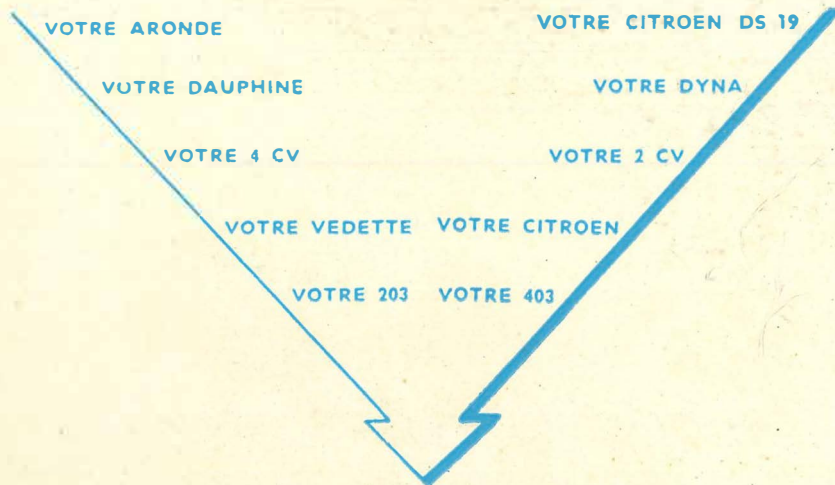 VOTRE ARONDE
VOTRE CITROEN DS 19
VOTRE DAUPHINE
VOTRE DYNA
VOTRE 4 CV
VOTRE 2 CV
VOTRE VEDETTE
VOTRE CITROEN
VOTRE 203
VOTRE 403